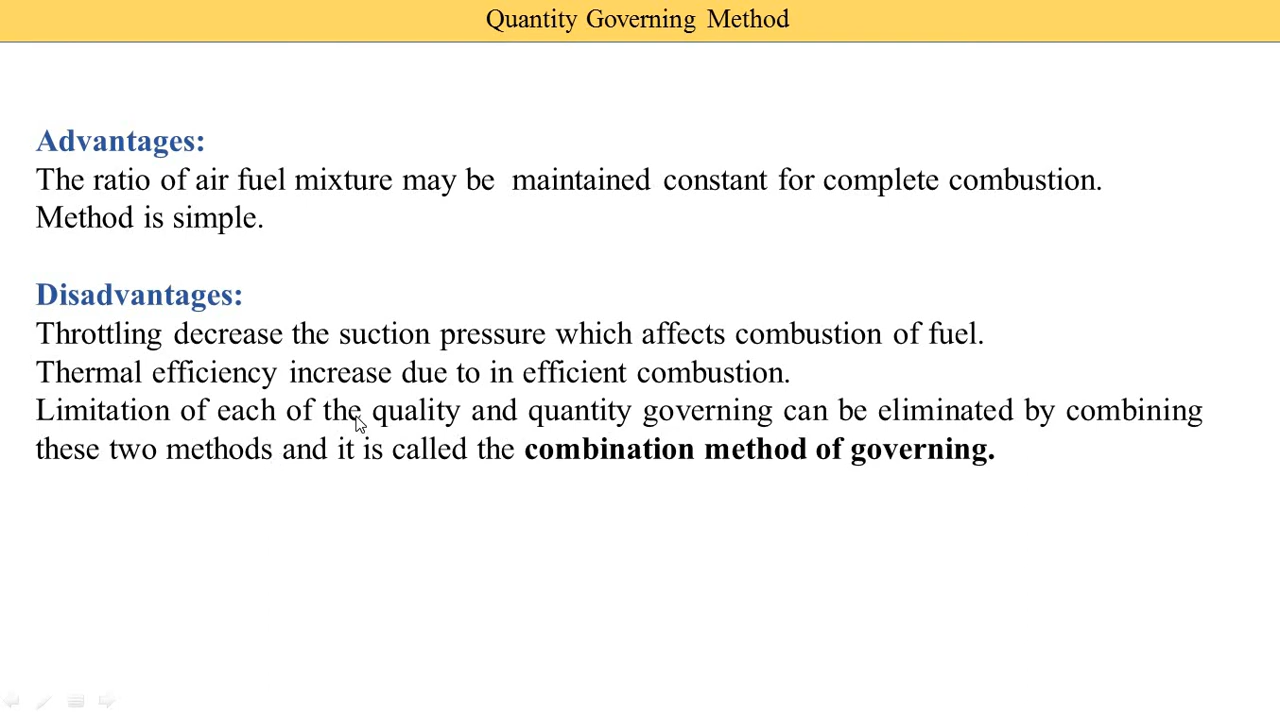 Quantity Governing Method
Advantages:
The ratio of air fuel mixture may be maintained constant for complete combustion.
Method is simple.
Disadvantages:
Throttling decrease the suction pressure which affects combustion of fuel.
Thermal efficiency increase due to in efficient combustion.
Limitation of each of the quality and quantity governing can be eliminated by combining
these two methods and it is called the combination method of governing.